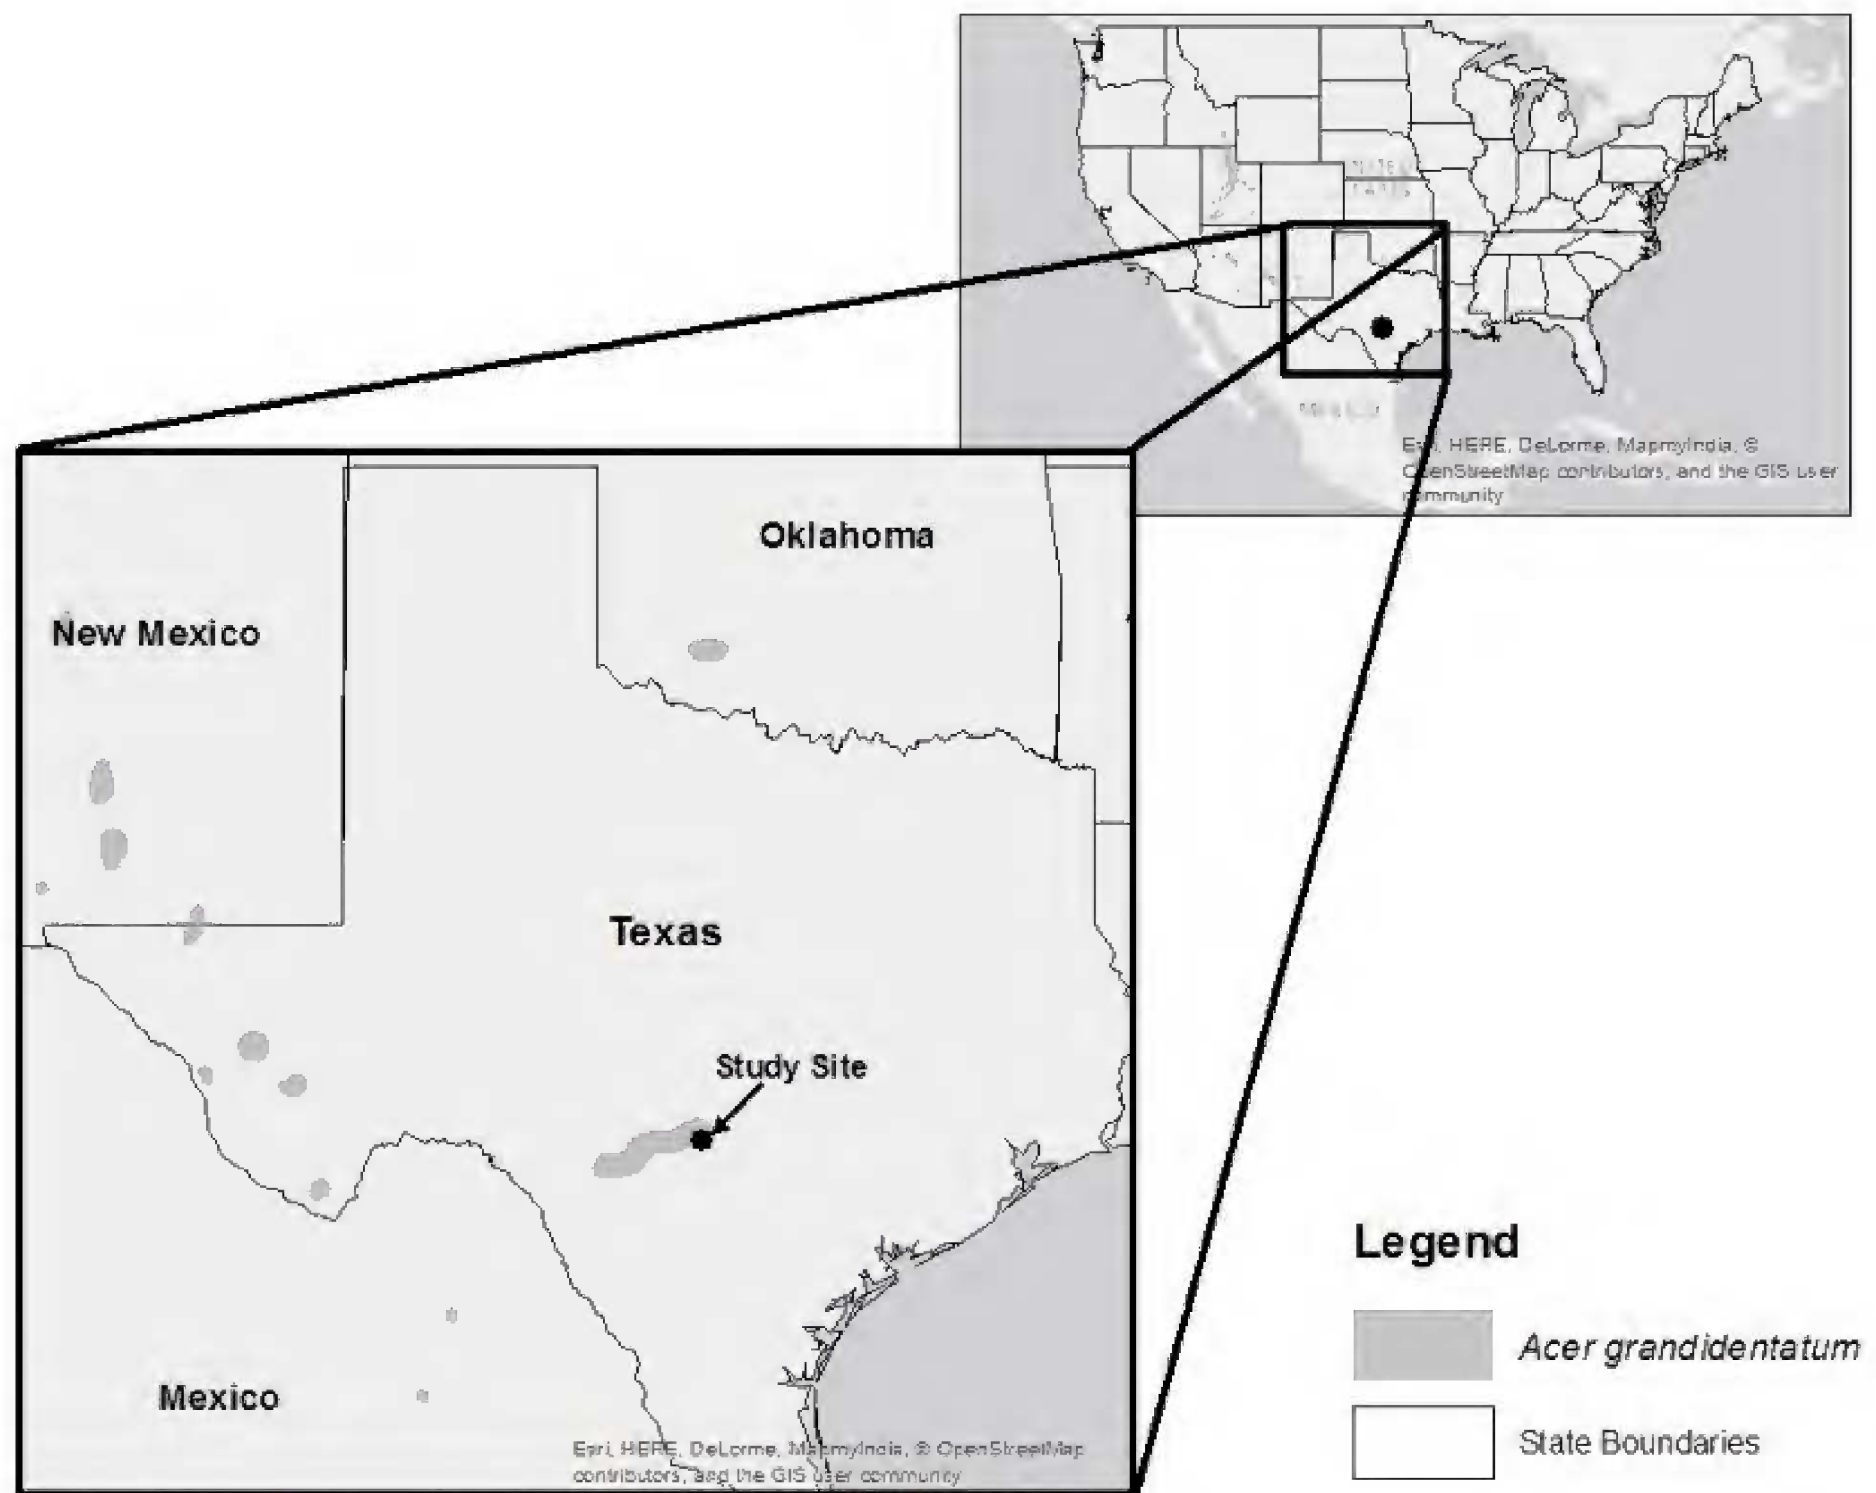 Esri, HERE, DeLorme, MapmyIndia, ©
OpenStreetMap contributors, and the GIS user
community
Oklahoma
New Mexico
Texas
Study Site
Mexico
Esri, HERE, DeLorme, MapmyIndia, © OpenStreetMap
contributors, and the GIS user community
Legend
Acer grandidentatum
State Boundaries